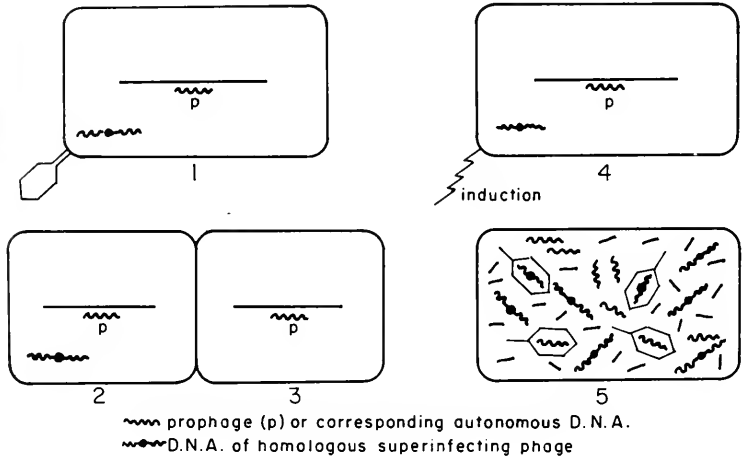 p
1
p
4
induction
p
2
p
3
5
prophage (p) or corresponding autonomous D.N.A.
D.N.A. of homologous superinfecting phage